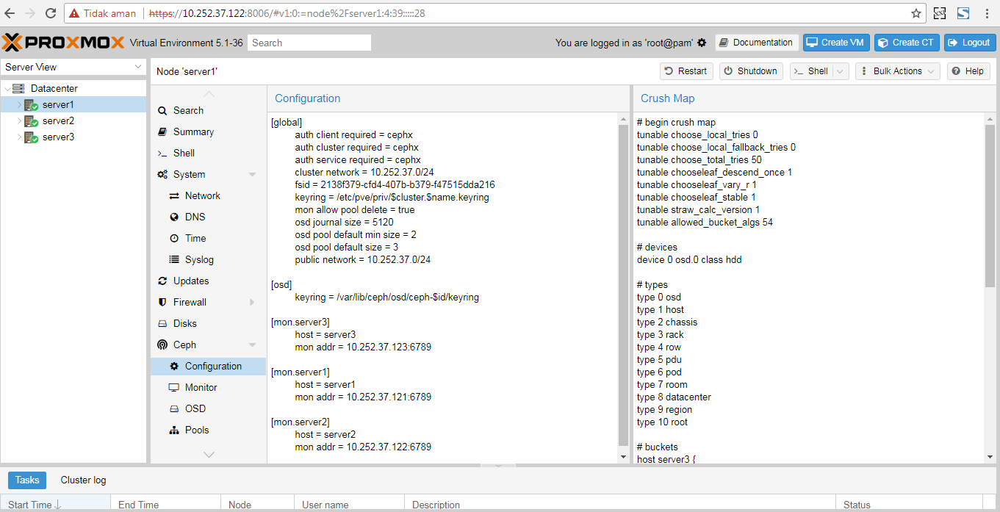 Tidak aman https://10.252.37.122:8006/#v1:0:=node%2Fserver1:4:39:::::28
PROXMOX Virtual Environment 5.1-36 Search You are logged in as 'root@pam' Documentation Create VM Create CT Logout
Server View
Datacenter
server1
server2
server3
Node 'server1' Restart Shutdown >_ Shell Bulk Actions Help
Search
Summary
>_ Shell
System
Network
DNS
Time
Syslog
Updates
Firewall
Disks
Ceph
Configuration
Monitor
OSD
Pools
Configuration
[global]
auth client required = cephx
auth cluster required = cephx
auth service required = cephx
cluster network = 10.252.37.0/24
fsid = 2138f379-cfd4-407b-b379-f47515dda216
keyring = /etc/pve/priv/$cluster.$name.keyring
mon allow pool delete = true
osd journal size = 5120
osd pool default min size = 2
osd pool default size = 3
public network = 10.252.37.0/24
[osd]
keyring = /var/lib/ceph/osd/ceph-$id/keyring
[mon.server3]
host = server3
mon addr = 10.252.37.123:6789
[mon.server1]
host = server1
mon addr = 10.252.37.121:6789
[mon.server2]
host = server2
mon addr = 10.252.37.122:6789
Crush Map
# begin crush map
tunable choose_local_tries 0
tunable choose_local_fallback_tries 0
tunable choose_total_tries 50
tunable chooseleaf_descend_once 1
tunable chooseleaf_vary_r 1
tunable chooseleaf_stable 1
tunable straw_calc_version 1
tunable allowed_bucket_algs 54
# devices
device 0 osd.0 class hdd
# types
type 0 osd
type 1 host
type 2 chassis
type 3 rack
type 4 row
type 5 pdu
type 6 pod
type 7 room
type 8 datacenter
type 9 region
type 10 root
# buckets
host server3 {
Tasks Cluster log
Start Time End Time Node User name Description Status